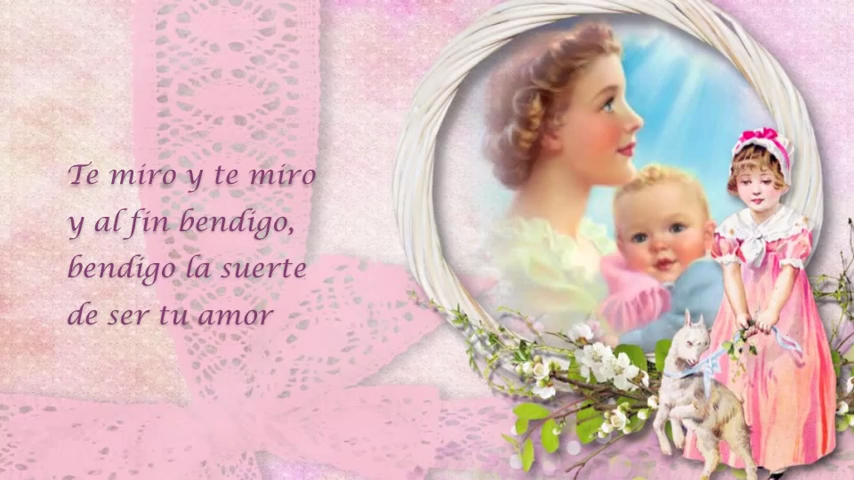 Te miro y te miro
y al fin bendigo,
bendigo la suerte
de ser tu amor